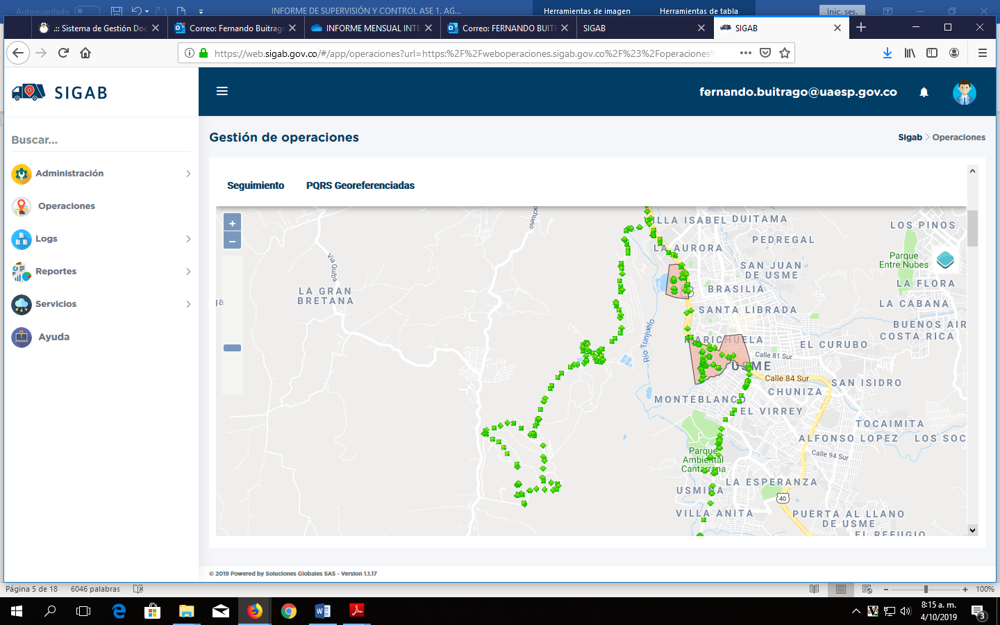 Autoguardado
INFORME DE SUPERVISIÓN Y CONTROL ASE 1. AG...
Herramientas de imagen
Herramientas de tabla
Inic. ses.
.:: Sistema de Gestión Doc
Correo: Fernando Buitrago
INFORME MENSUAL INTE
Correo: FERNANDO BUIT
SIGAB
SIGAB
https://web.sigab.gov.co/#/app/operaciones?url=https:%2F%2Fweboperaciones.sigab.gov.co%2F%23%2Foperaciones%
SIGAB
fernando.buitrago@uaesp.gov.co
Buscar...
Administración
Operaciones
Logs
Reportes
Servicios
Ayuda
Gestión de operaciones
Sigab > Operaciones
Seguimiento
PQRS Georeferenciadas
+
−
Vía Quiba
LA GRAN
BRETANA
VILLA ISABEL
DUITAMA
LOS PINOS
PEDREGAL
LA AURORA
Parque
Entre Nubes
SAN JUAN
DE USME
BRASILIA
LA FLORA
SANTA LIBRADA
LA CABANA
BUENOS AIR
COSTA RICA
Río Tunjuelo
MARICHUELA
EL CURUBO
Calle 81 Sur
USME
Calle 84 Sur
SAN ISIDRO
CHUNIZA
MONTEBLANCO
EL VIRREY
TOCAIMITA
ALFONSO LOPEZ
LOS SOC
Calle 94 Sur
Parque
Ambiental
Cantarrana
LA ESPERANZA
USMINA
40
VILLA ANITA
PUERTA AL LLANO
DE USME
EL REFUGIO
© 2019 Powered by Soluciones Globales SAS - Version 1.1.17
Página 5 de 18
6046 palabras
100%
8:15 a. m.
4/10/2019
3